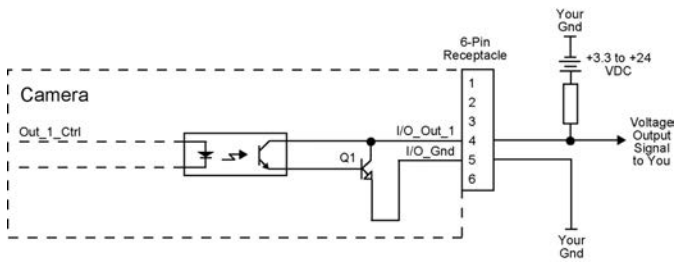 Your
Gnd
6-Pin
Receptacle
+3.3 to +24
VDC
Camera
1
2
3
4
5
6
Out_1_Ctrl
I/O_Out_1
I/O_Gnd
Q1
Voltage
Output
Signal
to You
Your
Gnd